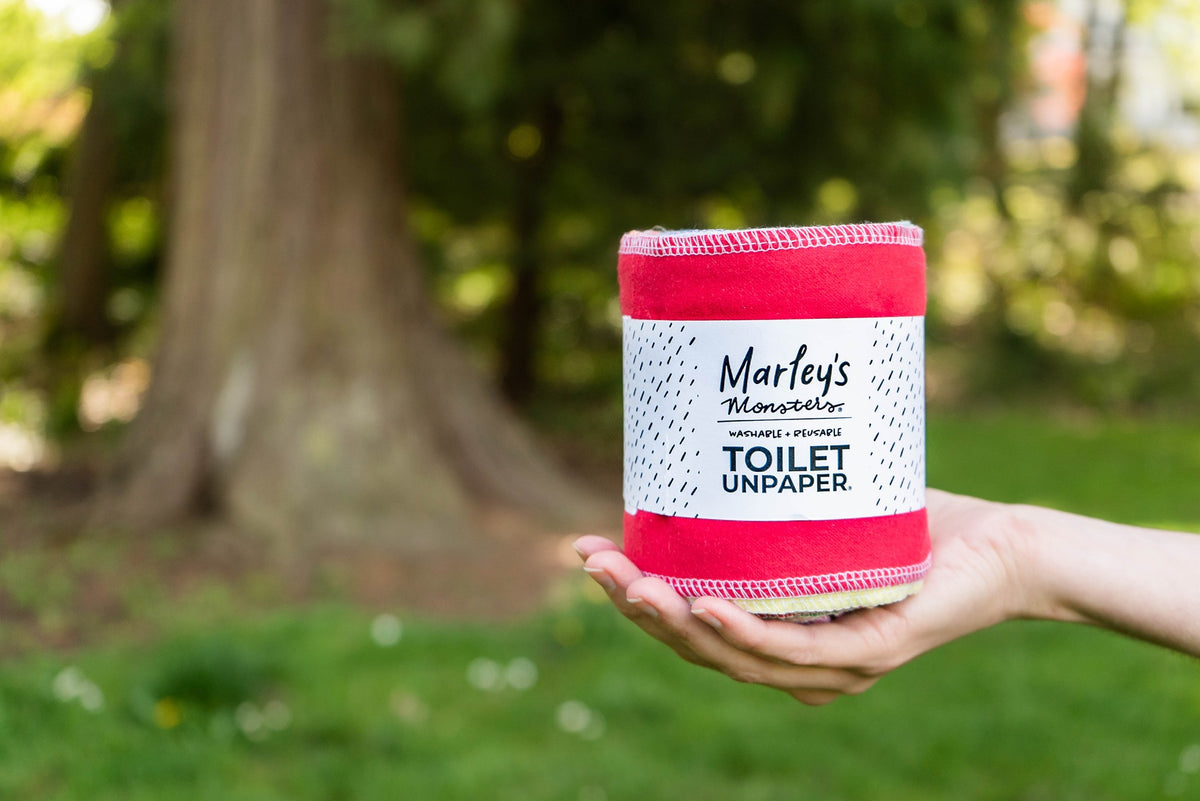 Marley's
Monsters®
WASHABLE + REUSABLE
TOILET
UNPAPER®